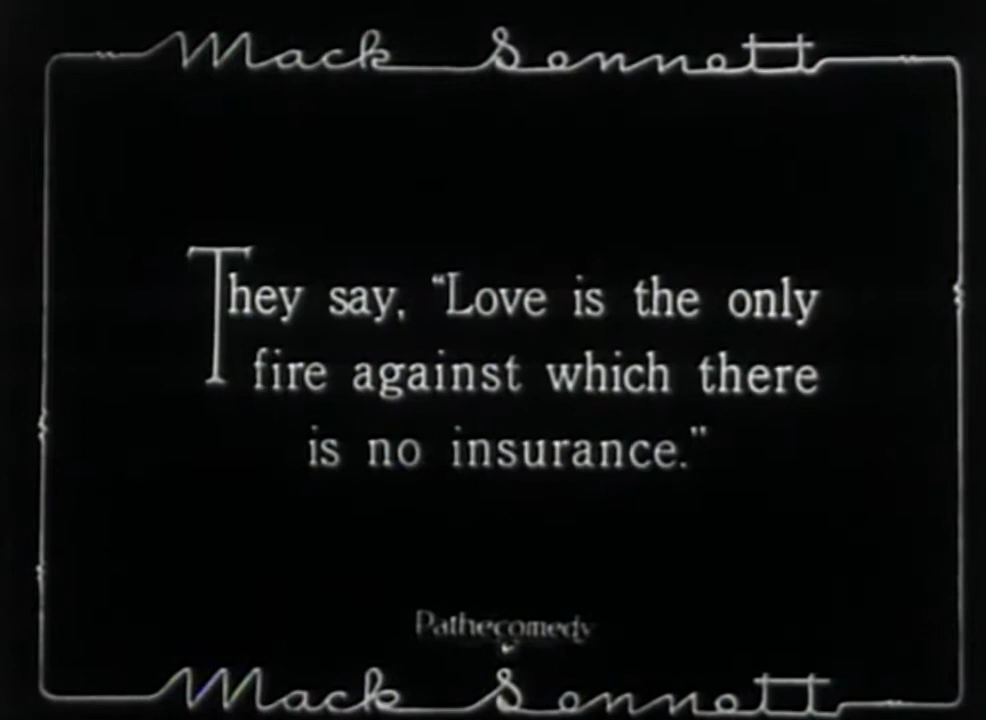 Mack Sennett
They say, "Love is the only
fire against which there
is no insurance."
Pathecomedy
Mack Sennett